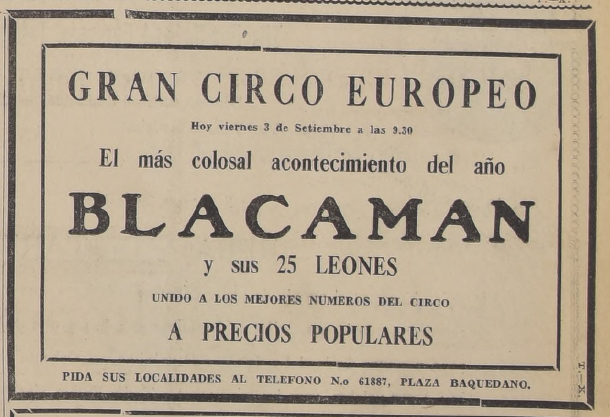 GRAN CIRCO EUROPEO
Hoy viernes 3 de Setiembre a las 9.30
El más colosal acontecimiento del año
BLACAMAN
y sus 25 LEONES
UNIDO A LOS MEJORES NUMEROS DEL CIRCO
A PRECIOS POPULARES
PIDA SUS LOCALIDADES AL TELEFONO N.o 61887, PLAZA BAQUEDANO.
T.—X.